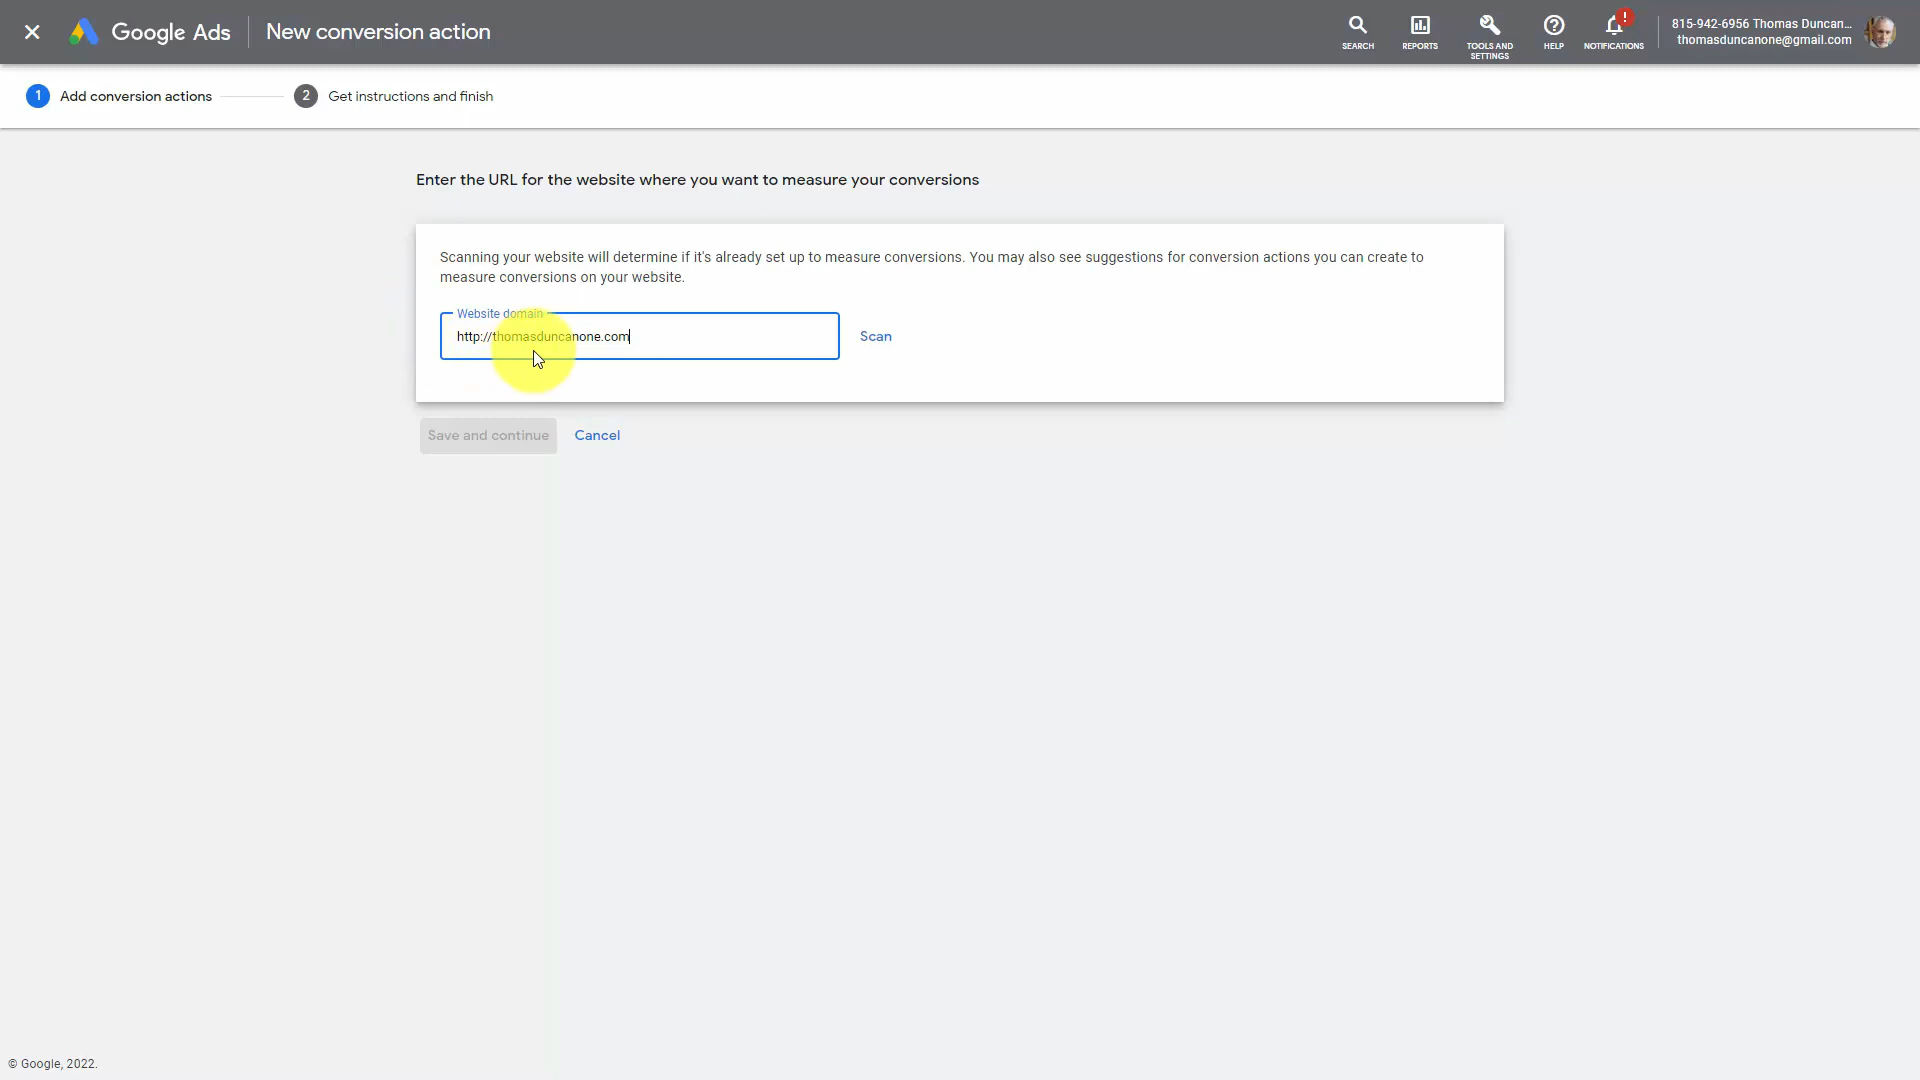 Google Ads
New conversion action
SEARCH
REPORTS
TOOLS AND
SETTINGS
HELP
!
NOTIFICATIONS
815-942-6956 Thomas Duncan...
thomasduncanone@gmail.com
1 Add conversion actions
2 Get instructions and finish
Enter the URL for the website where you want to measure your conversions
Scanning your website will determine if it's already set up to measure conversions. You may also see suggestions for conversion actions you can create to
measure conversions on your website.
Website domain
http://thomasduncanone.com
Scan
Save and continue
Cancel
© Google, 2022.